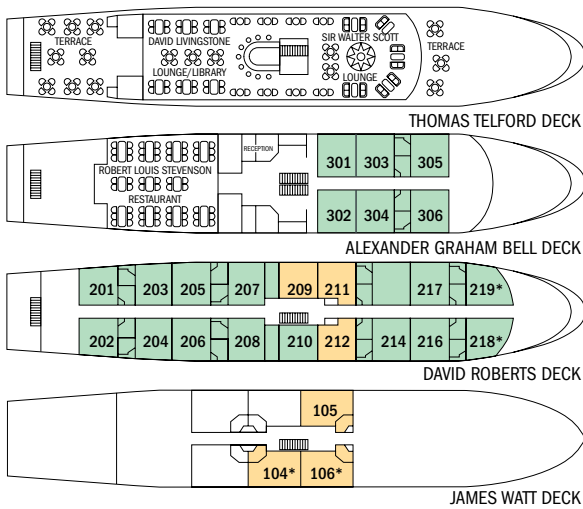 TERRACE
DAVID LIVINGSTONE
LOUNGE/LIBRARY
SIR WALTER SCOTT
LOUNGE
TERRACE
THOMAS TELFORD DECK
ROBERT LOUIS STEVENSON
RESTAURANT
RECEPTION
301 303 305
302 304 306
ALEXANDER GRAHAM BELL DECK
201 203 205 207 209 211 217 219*
202 204 206 208 210 212 214 216 218*
DAVID ROBERTS DECK
105
104* 106*
JAMES WATT DECK